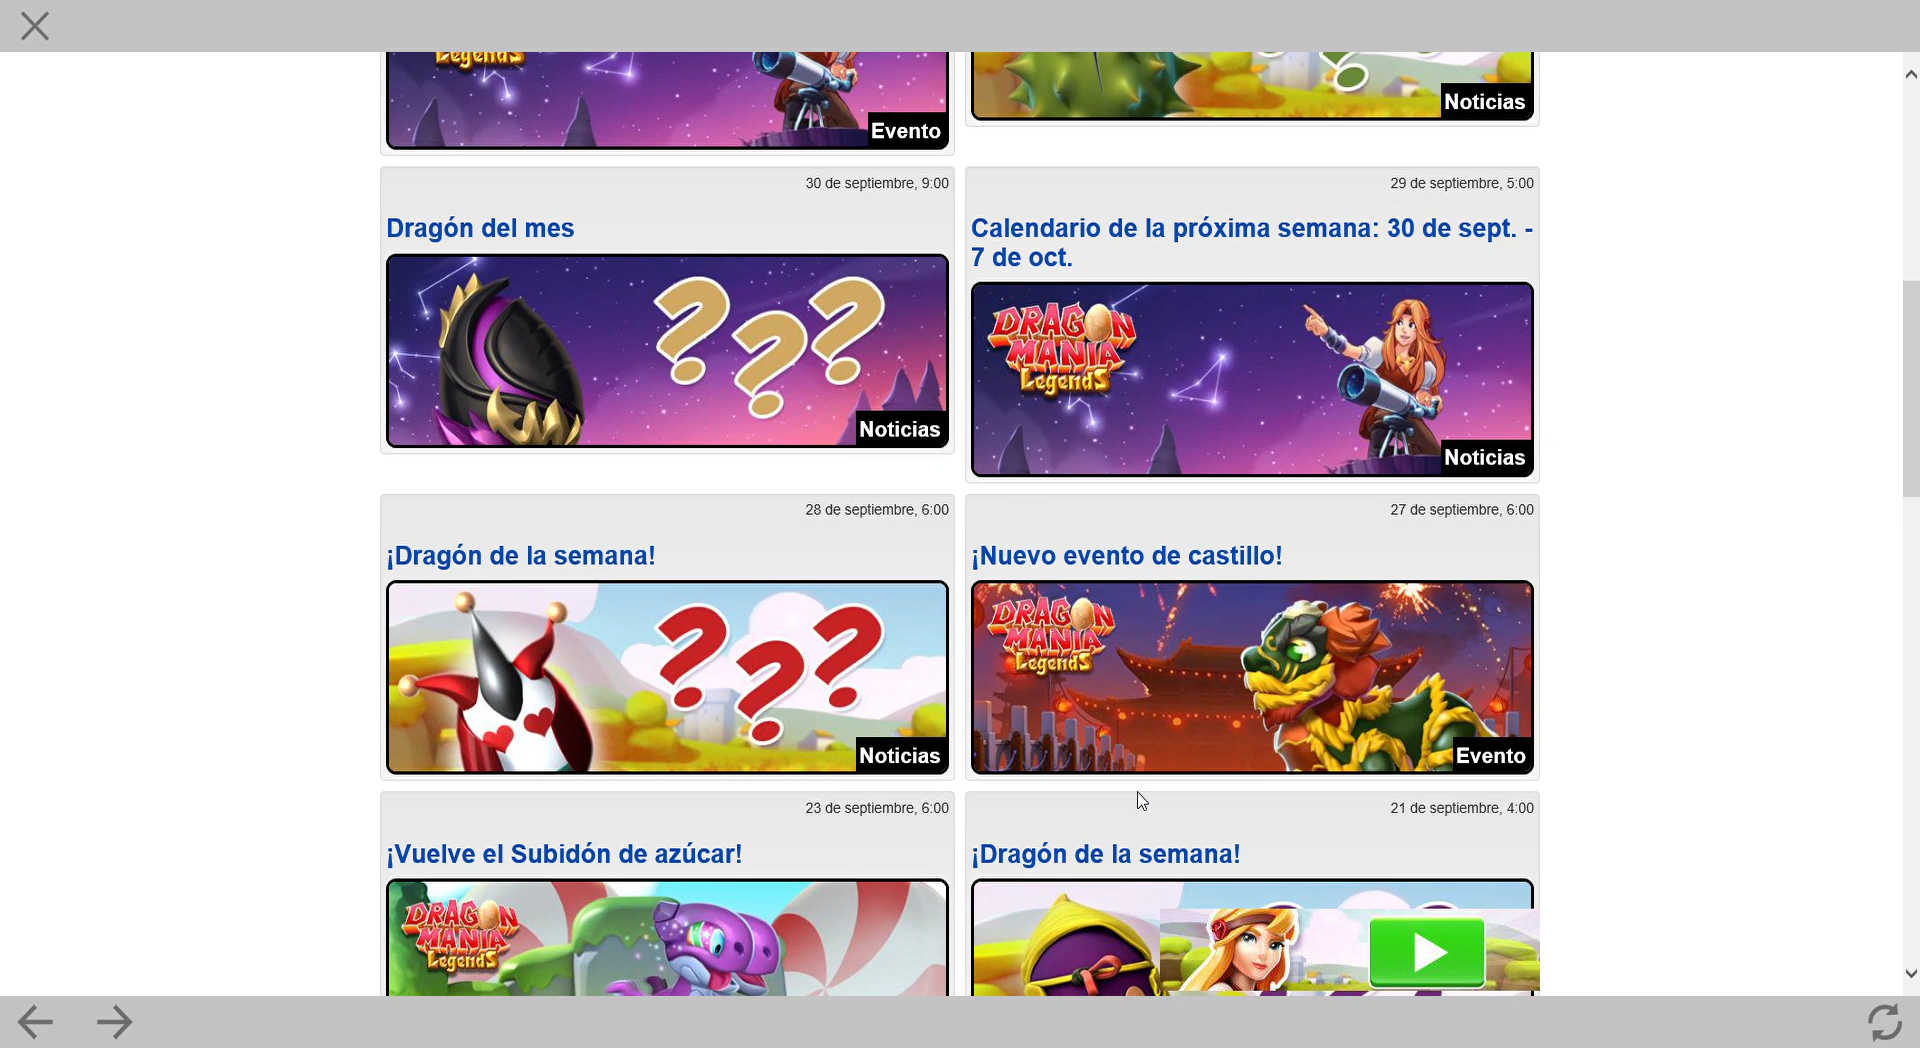 Legends
Evento
Noticias
30 de septiembre, 9:00
Dragón del mes
???
Noticias
29 de septiembre, 5:00
Calendario de la próxima semana: 30 de sept. -
7 de oct.
DRAGON
MANIA
Legends
Noticias
28 de septiembre, 6:00
¡Dragón de la semana!
???
Noticias
27 de septiembre, 6:00
¡Nuevo evento de castillo!
DRAGON
MANIA
Legends
Evento
23 de septiembre, 6:00
¡Vuelve el Subidón de azúcar!
DRAGON
MANIA
Legends
21 de septiembre, 4:00
¡Dragón de la semana!